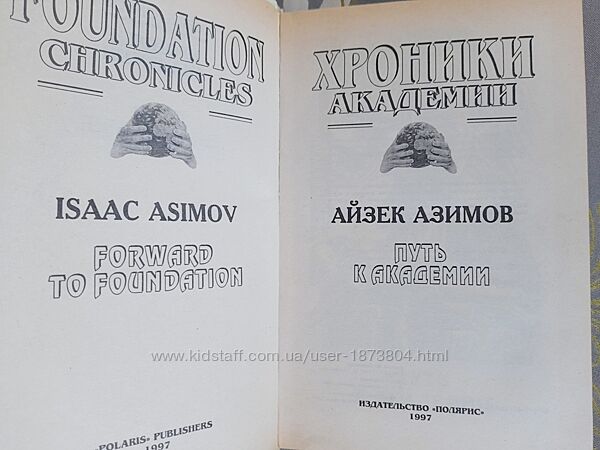 FOUNDATION
CHRONICLES
ISAAC ASIMOV
FORWARD
TO FOUNDATION
«POLARIS» PUBLISHERS
1997
ХРОНИКИ
АКАДЕМИИ
АЙЗЕК АЗИМОВ
ПУТЬ
К АКАДЕМИИ
ИЗДАТЕЛЬСТВО «ПОЛЯРИС»
1997
www.kidstaff.com.ua/user-1873804.html